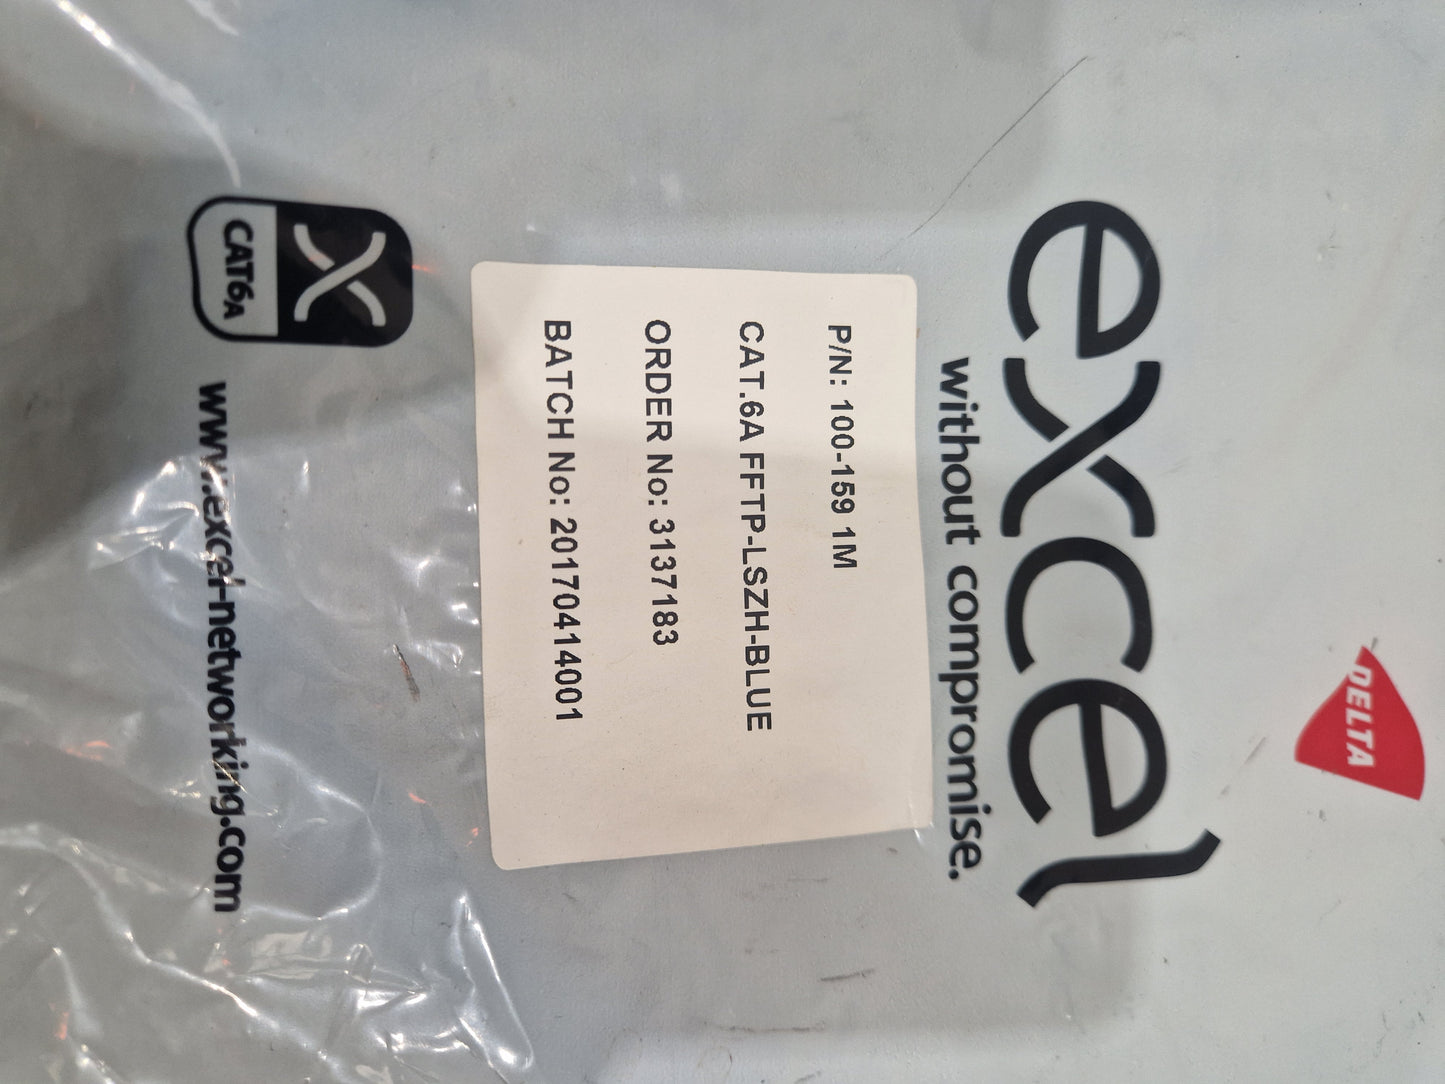 DELTA
excel
without compromise.
P/N: 100-159 1M
CAT.6A FFTP-LSZH-BLUE
ORDER No: 3137183
BATCH No: 20170414001
CAT6A
www.excel-networking.com